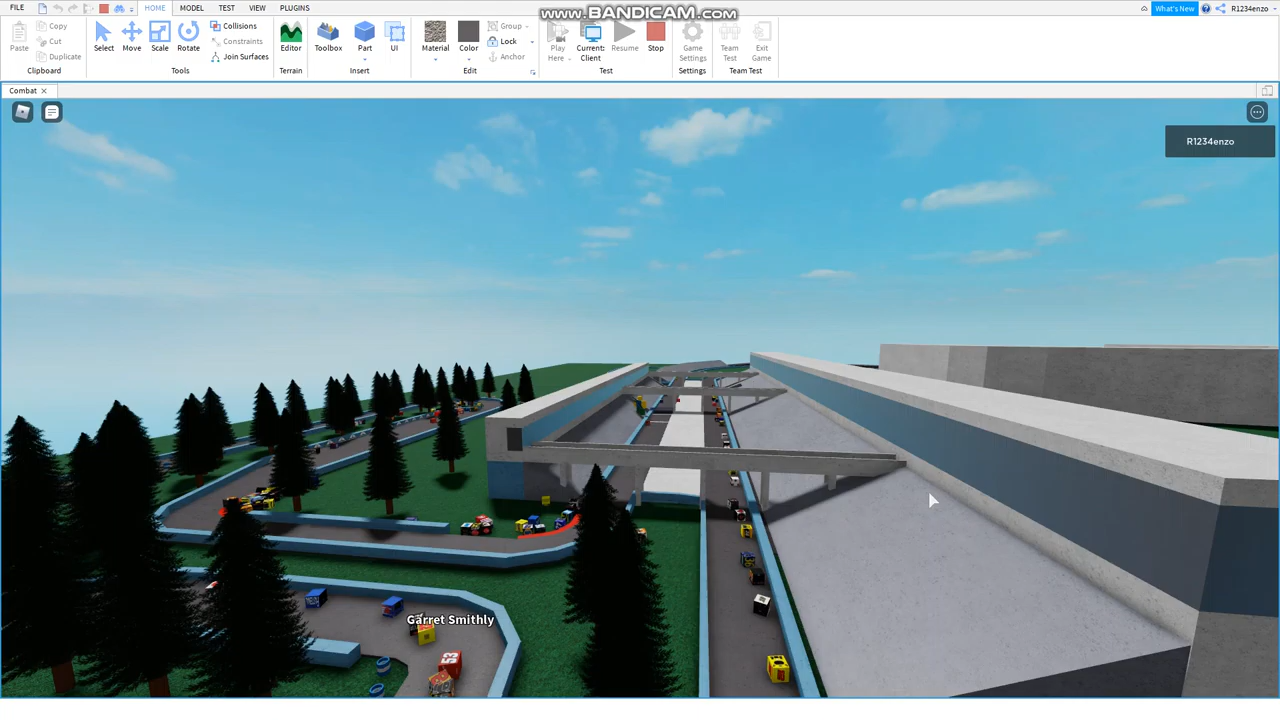 www.BANDICAM.com
FILE HOME MODEL TEST VIEW PLUGINS What's New R1234enzo
Paste Copy Cut Duplicate Clipboard
Select Move Scale Rotate Collisions Constraints Join Surfaces Tools
Editor Terrain
Toolbox Part UI Insert
Material Color Group Lock Anchor Edit
Play Here Current: Client Resume Stop Test
Game Settings Settings
Team Test Exit Game Team Test
Combat
R1234enzo
Garret Smithly